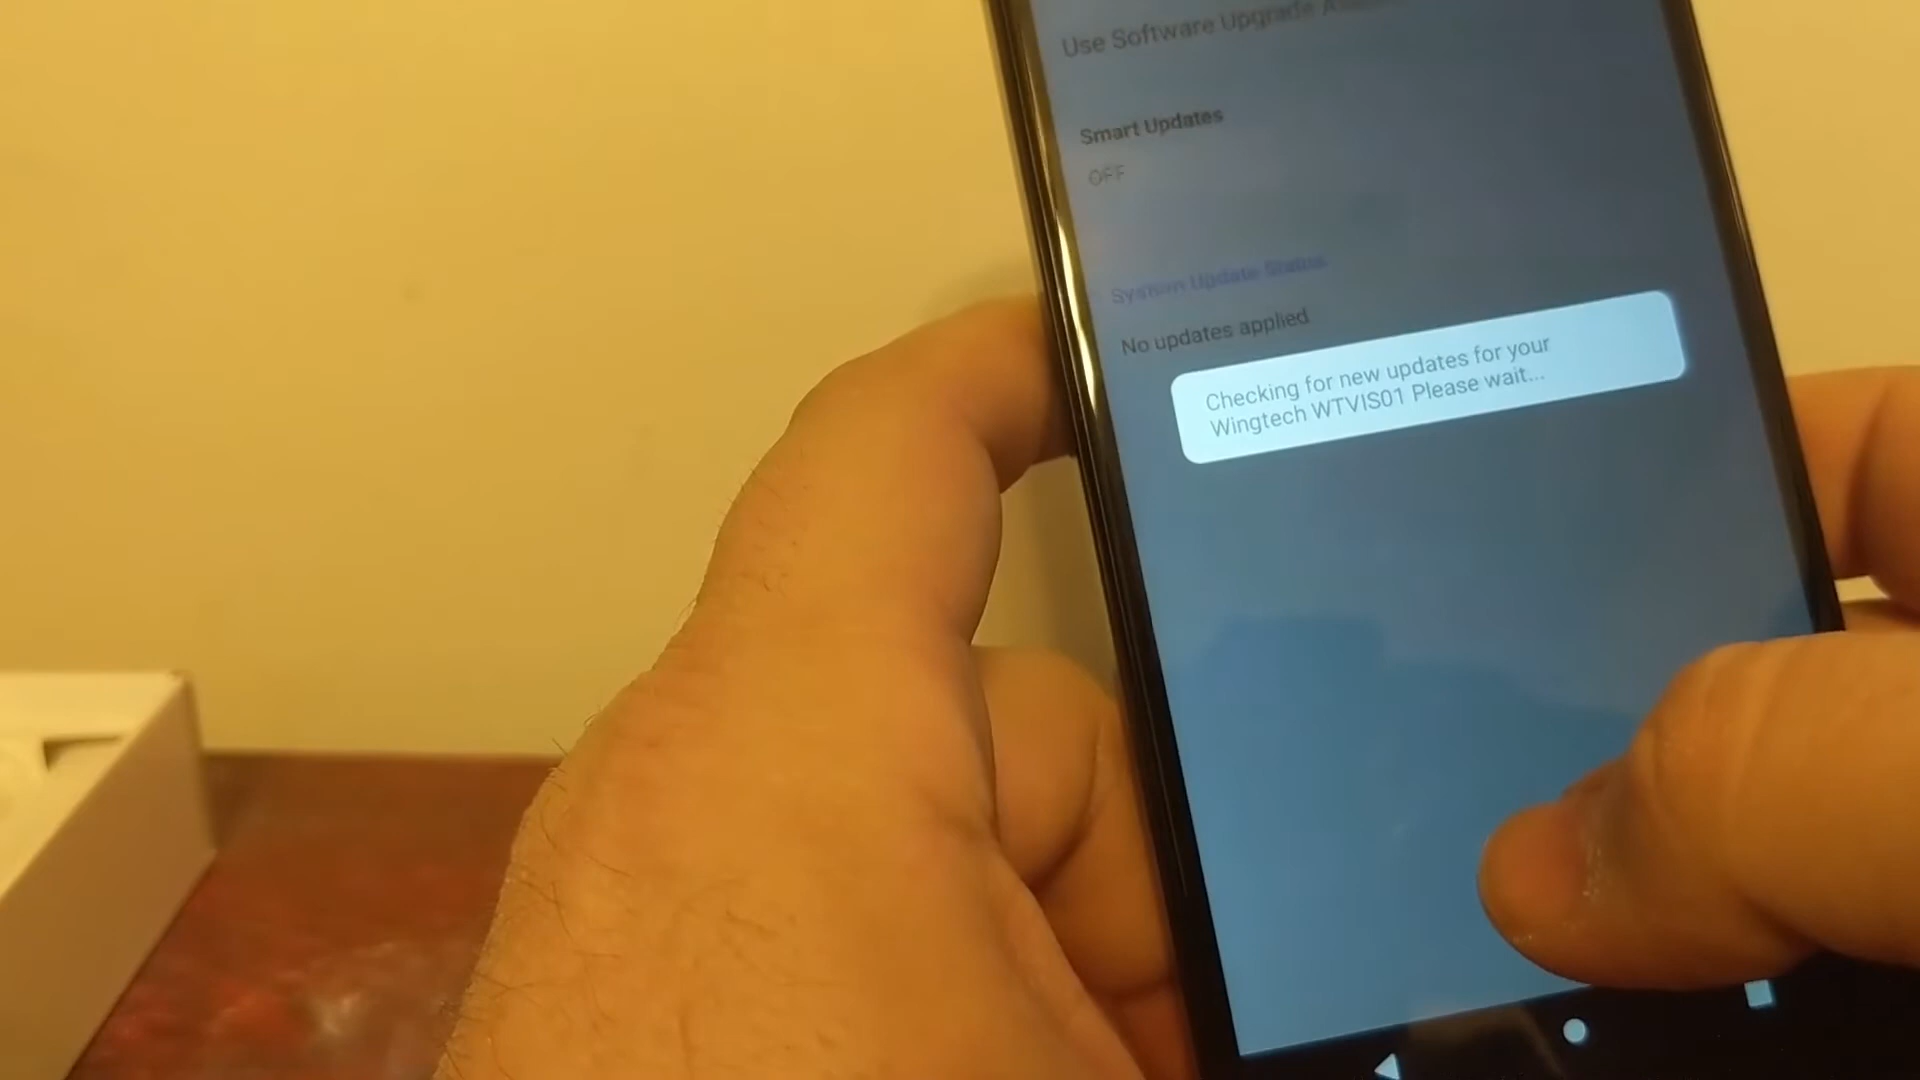 Use Software Upgrade
Smart Updates
OFF
System Update Status
No updates applied
Checking for new updates for your
Wingtech WTVIS01 Please wait...